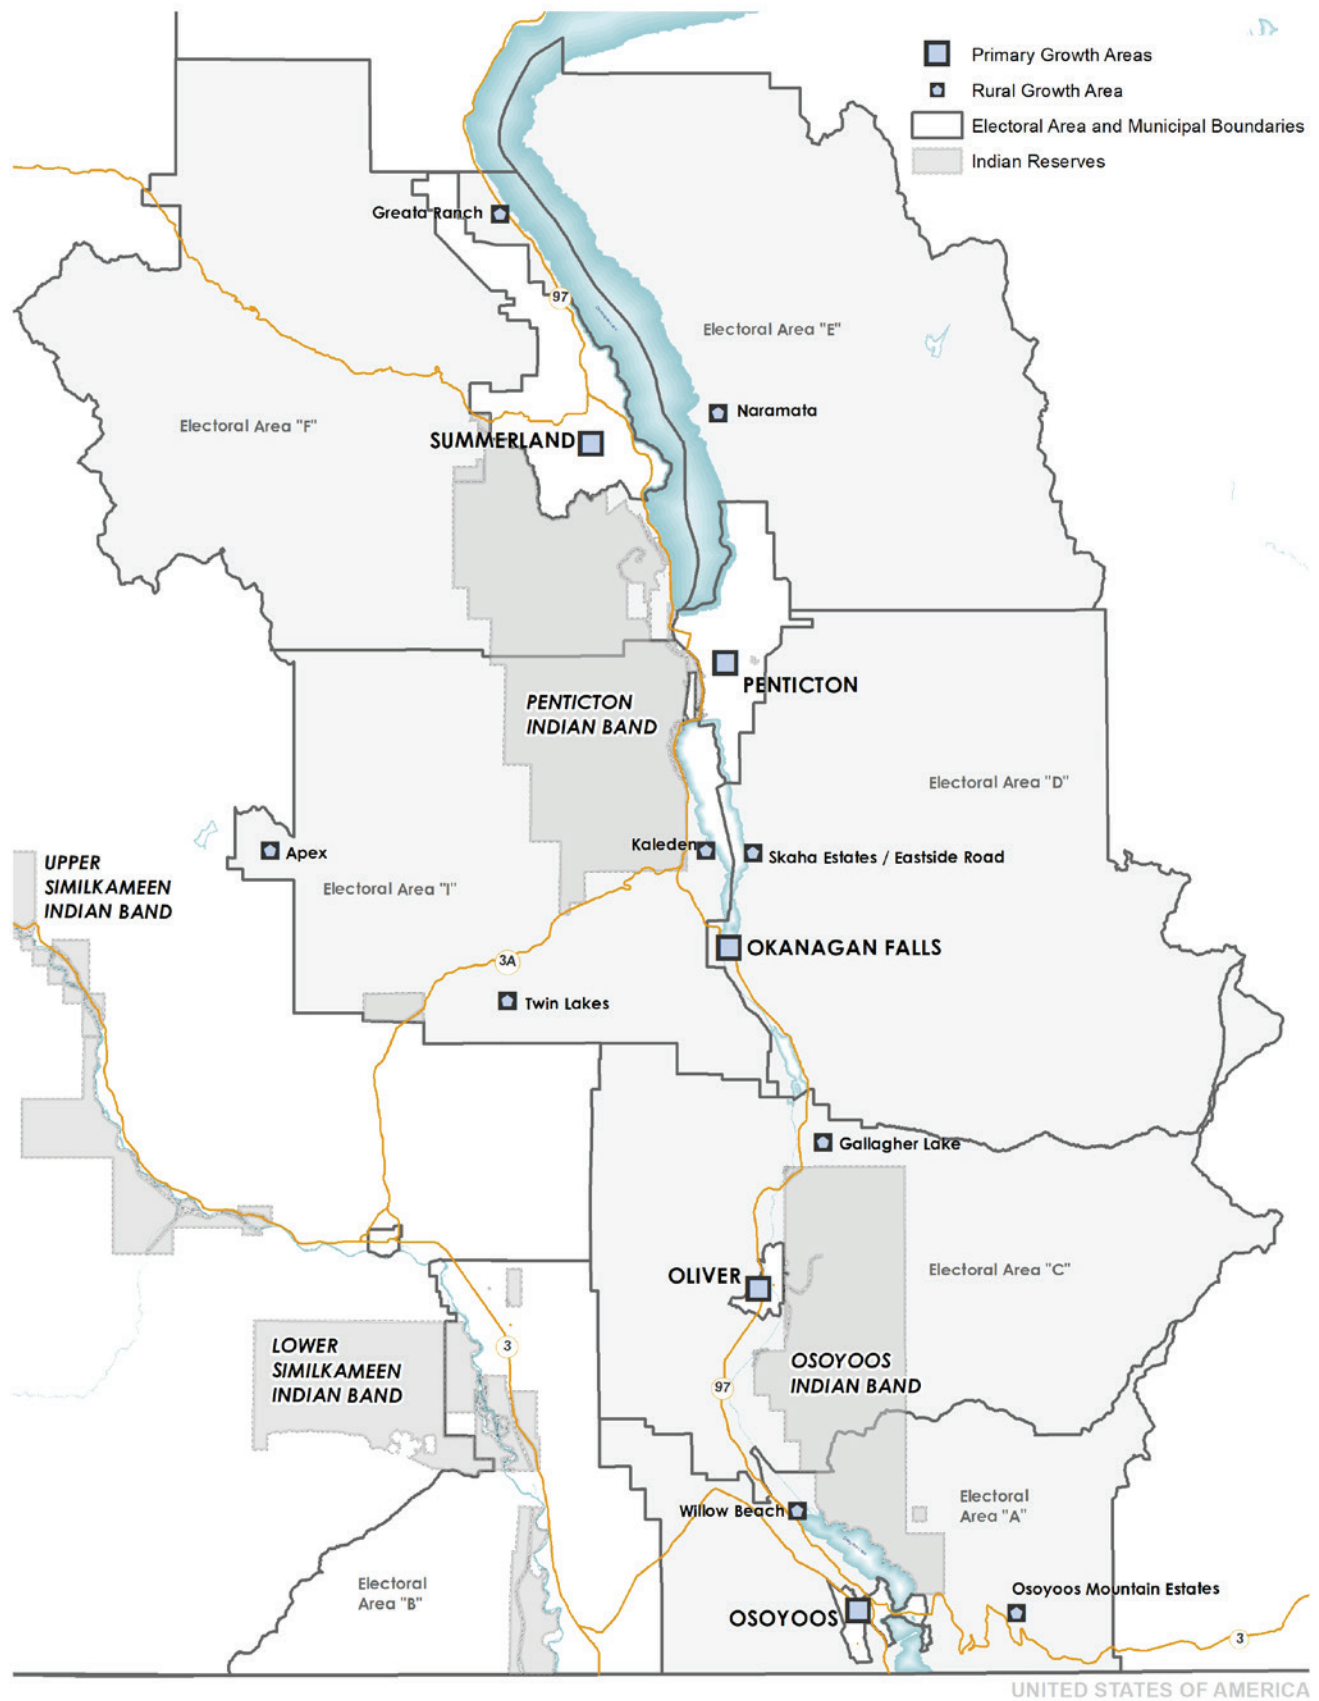 Primary Growth Areas
Rural Growth Area
Electoral Area and Municipal Boundaries
Indian Reserves
Greata Ranch
97
Electoral Area "E"
Naramata
Electoral Area "F"
SUMMERLAND
PENTICTON
PENTICTON
INDIAN BAND
Electoral Area "D"
Kaleden
Skaha Estates / Eastside Road
Apex
UPPER
SIMILKAMEEN
INDIAN BAND
Electoral Area "I"
OKANAGAN FALLS
3A
Twin Lakes
Gallagher Lake
Electoral Area "C"
OLIVER
LOWER
SIMILKAMEEN
INDIAN BAND
3
OSOYOOS
INDIAN BAND
97
Electoral
Area "A"
Willow Beach
Electoral
Area "B"
Osoyoos Mountain Estates
OSOYOOS
3
UNITED STATES OF AMERICA